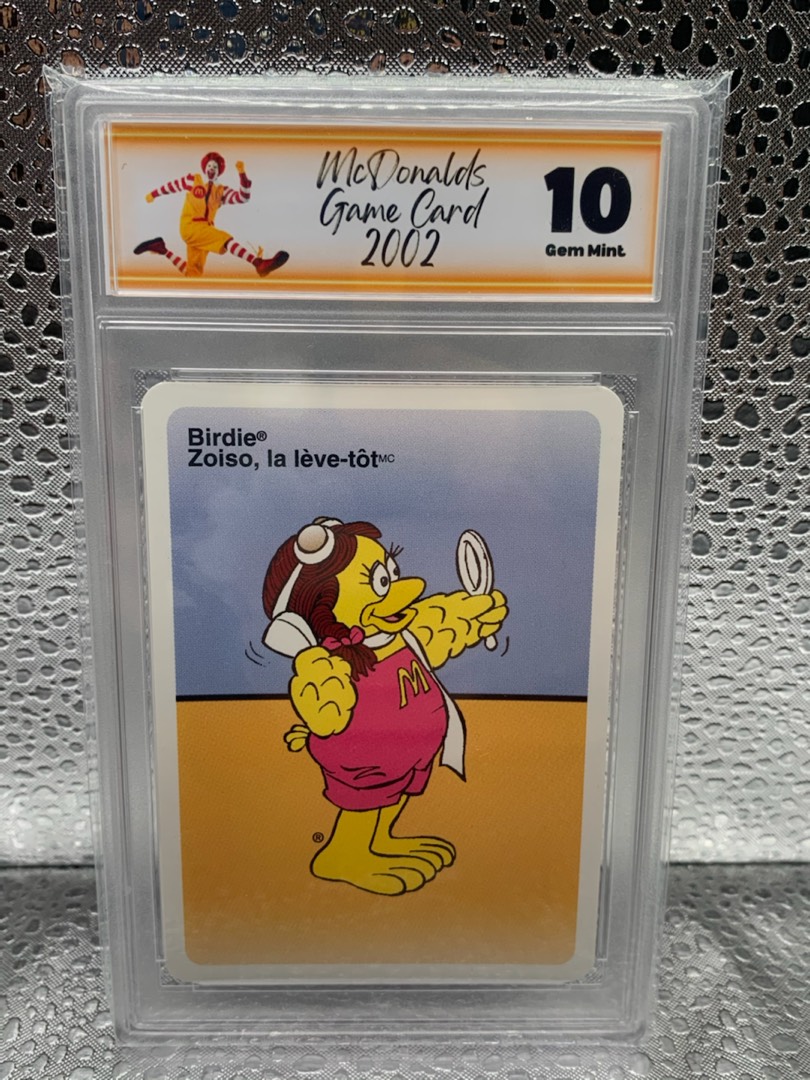 McDonalds
Game Card
2002
10
Gem Mint
Birdie®
Zoiso, la lève-tôtMC
M
®